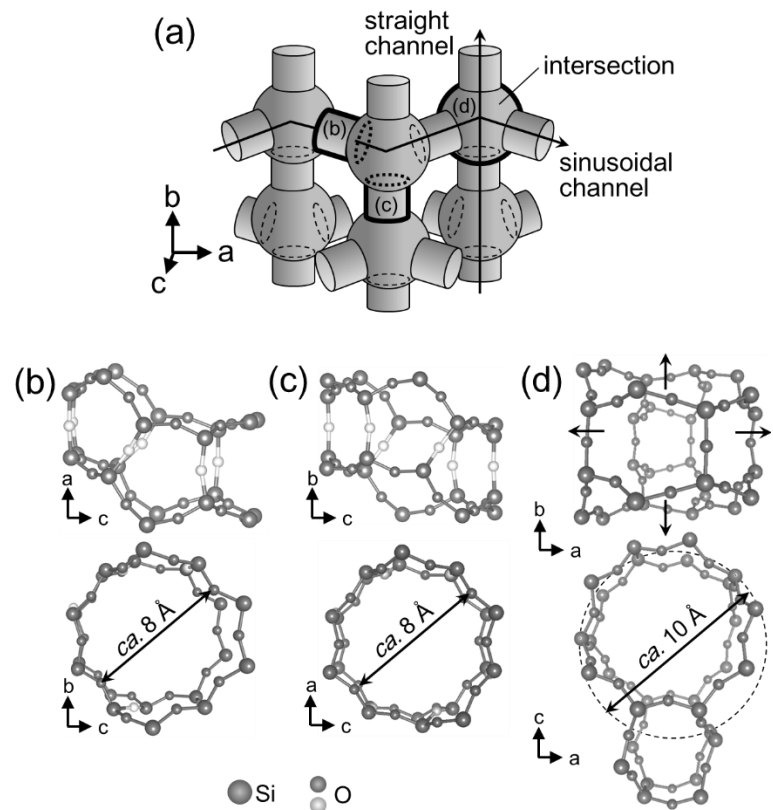 (a)
straight
channel
intersection
(d)
(b)
sinusoidal
channel
(c)
b
a
c
(b)
(c)
(d)
a
c
b
c
b
a
ca. 8 Å
ca. 8 Å
ca. 10 Å
b
c
a
c
c
a
Si
O